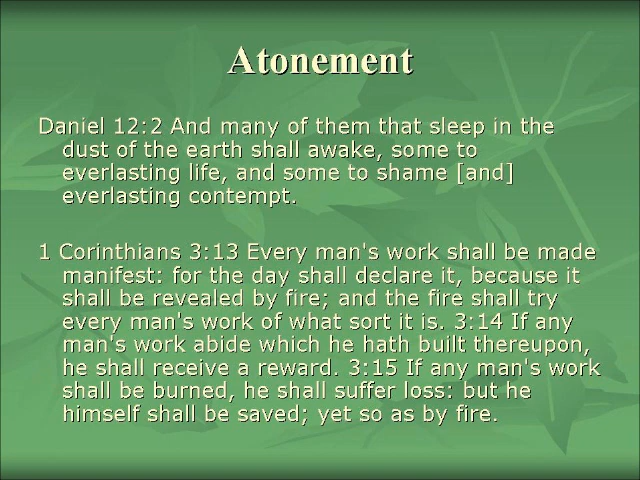 Atonement
Daniel 12:2 And many of them that sleep in the
dust of the earth shall awake, some to
everlasting life, and some to shame [and]
everlasting contempt.
1 Corinthians 3:13 Every man's work shall be made
manifest: for the day shall declare it, because it
shall be revealed by fire; and the fire shall try
every man's work of what sort it is. 3:14 If any
man's work abide which he hath built thereupon,
he shall receive a reward. 3:15 If any man's work
shall be burned, he shall suffer loss: but he
himself shall be saved; yet so as by fire.